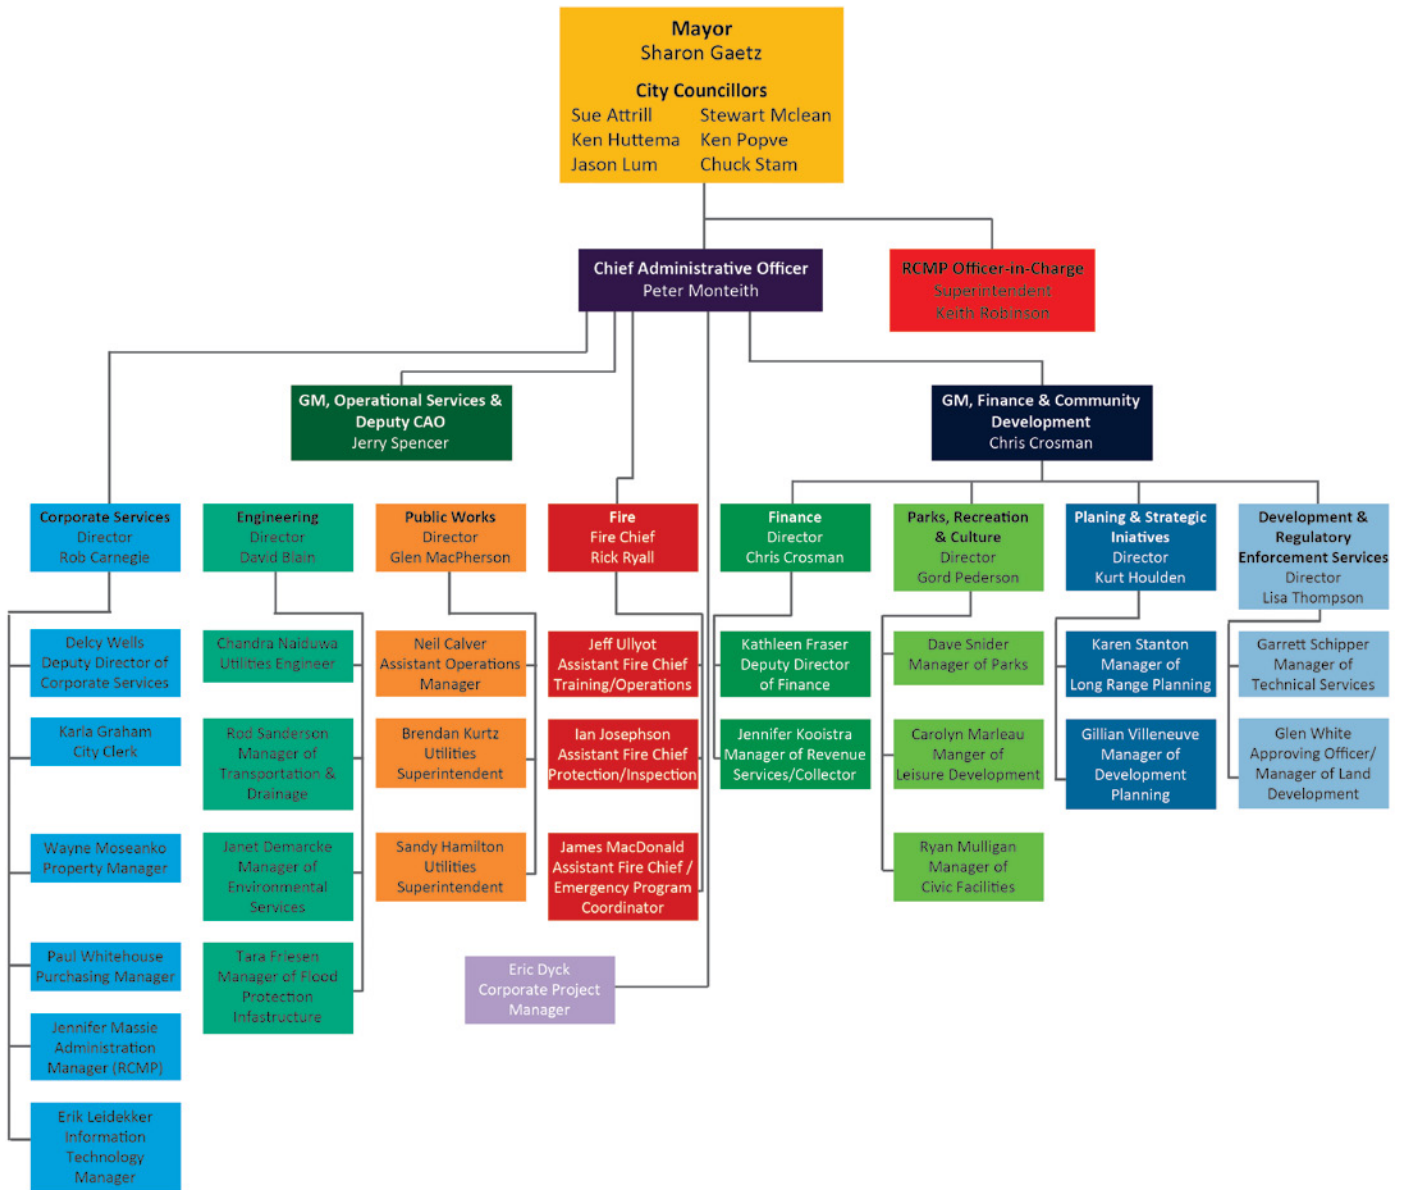 Mayor
Sharon Gaetz
City Councillors
Sue Attrill Stewart Mclean
Ken Huttema Ken Popve
Jason Lum Chuck Stam
Chief Administrative Officer
Peter Monteith
RCMP Officer-in-Charge
Superintendent
Keith Robinson
GM, Operational Services &
Deputy CAO
Jerry Spencer
GM, Finance & Community
Development
Chris Crosman
Corporate Services
Director
Rob Carnegie
Engineering
Director
David Blain
Public Works
Director
Glen MacPherson
Fire
Fire Chief
Rick Ryall
Finance
Director
Chris Crosman
Parks, Recreation
& Culture
Director
Gord Pederson
Planing & Strategic
Iniatives
Director
Kurt Houlden
Development &
Regulatory
Enforcement Services
Director
Lisa Thompson
Delcy Wells
Deputy Director of
Corporate Services
Karla Graham
City Clerk
Wayne Moseanko
Property Manager
Paul Whitehouse
Purchasing Manager
Jennifer Massie
Administration
Manager (RCMP)
Erik Leidekker
Information
Technology
Manager
Chandra Naiduwa
Utilities Engineer
Rod Sanderson
Manager of
Transportation &
Drainage
Janet Demarcke
Manager of
Environmental
Services
Tara Friesen
Manager of Flood
Protection
Infastructure
Neil Calver
Assistant Operations
Manager
Brendan Kurtz
Utilities
Superintendent
Sandy Hamilton
Utilities
Superintendent
Jeff Ullyot
Assistant Fire Chief
Training/Operations
Ian Josephson
Assistant Fire Chief
Protection/Inspection
James MacDonald
Assistant Fire Chief /
Emergency Program
Coordinator
Eric Dyck
Corporate Project
Manager
Kathleen Fraser
Deputy Director
of Finance
Jennifer Kooistra
Manager of Revenue
Services/Collector
Dave Snider
Manager of Parks
Carolyn Marleau
Manger of
Leisure Development
Ryan Mulligan
Manager of
Civic Facilities
Karen Stanton
Manager of
Long Range Planning
Gillian Villeneuve
Manager of
Development
Planning
Garrett Schipper
Manager of
Technical Services
Glen White
Approving Officer/
Manager of Land
Development